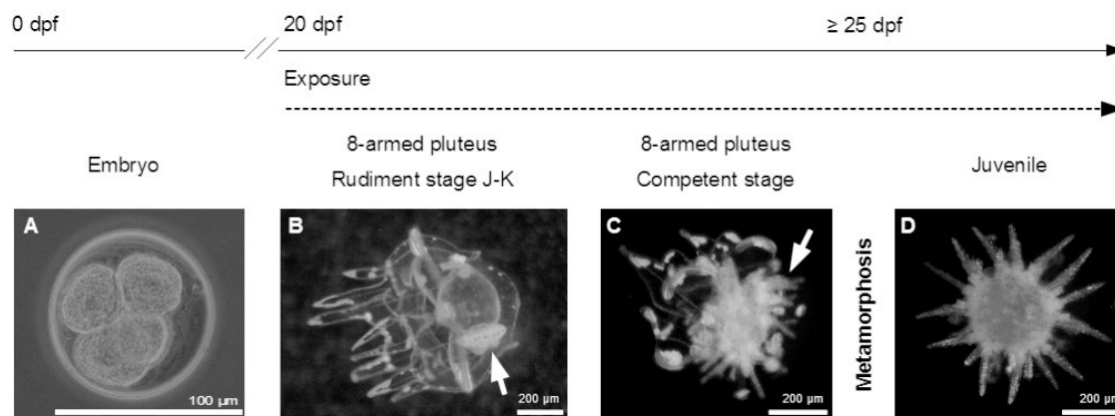 0 dpf
20 dpf
≥ 25 dpf
Exposure
Embryo
8-armed pluteus
Rudiment stage J-K
8-armed pluteus
Competent stage
Juvenile
A
100 µm
B
200 µm
C
200 µm
Metamorphosis
D
200 µm